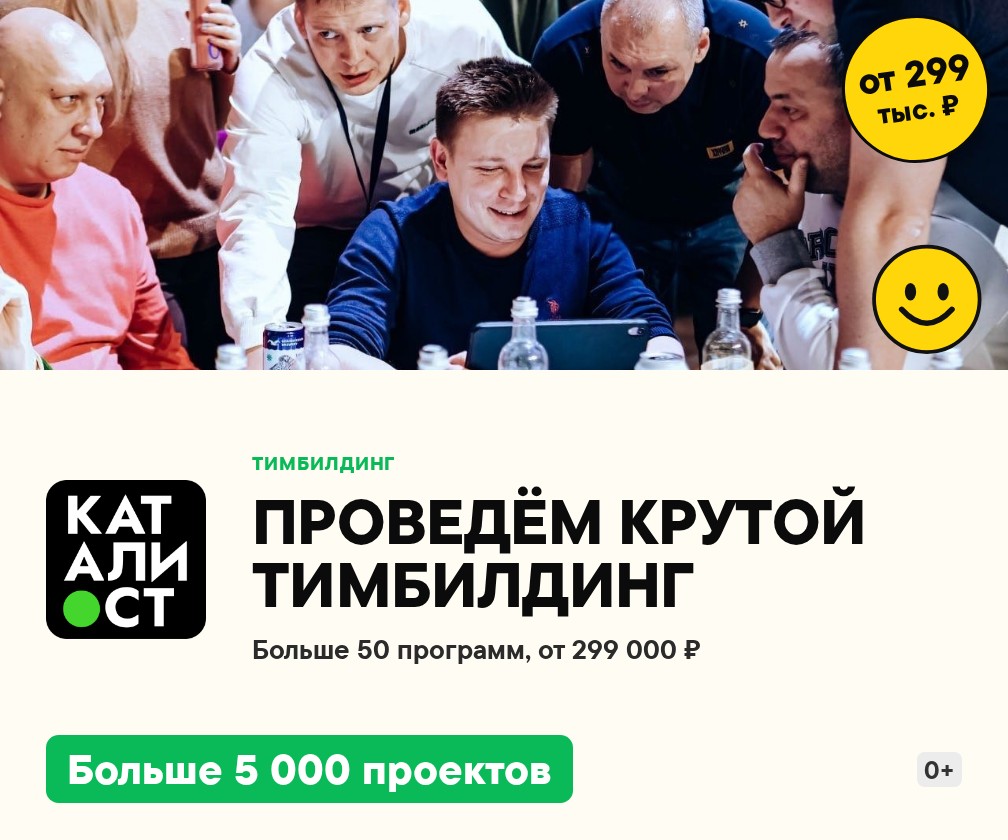 от 299
тыс. ₽
ТИМБИЛДИНГ
КАТ
АЛИ
СТ
ПРОВЕДЁМ КРУТОЙ
ТИМБИЛДИНГ
Больше 50 программ, от 299 000 ₽
Больше 5 000 проектов
0+